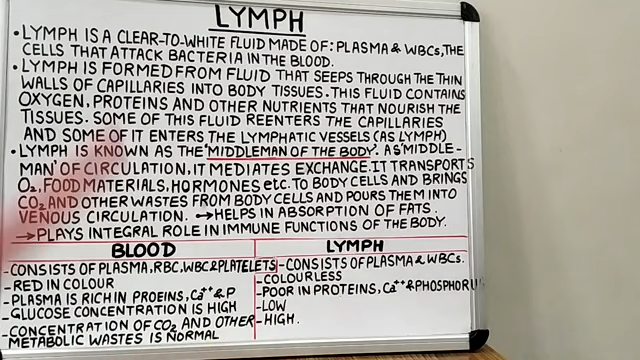 LYMPH
•LYMPH IS A CLEAR-TO-WHITE FLUID MADE OF: PLASMA & WBCs, THE
CELLS THAT ATTACK BACTERIA IN THE BLOOD.
•LYMPH IS FORMED FROM FLUID THAT SEEPS THROUGH THE THIN
WALLS OF CAPILLARIES INTO BODY TISSUES. THIS FLUID CONTAINS
OXYGEN, PROTEINS AND OTHER NUTRIENTS THAT NOURISH THE
TISSUES. SOME OF THIS FLUID REENTERS THE CAPILLARIES
AND SOME OF IT ENTERS THE LYMPHATIC VESSELS (AS LYMPH)
•LYMPH IS KNOWN AS THE 'MIDDLEMAN OF THE BODY'. AS 'MIDDLE-
MAN' OF CIRCULATION, IT MEDIATES EXCHANGE. IT TRANSPORTS
O₂, FOOD MATERIALS, HORMONES etc. TO BODY CELLS AND BRINGS
CO₂ AND OTHER WASTES FROM BODY CELLS AND POURS THEM INTO
VENOUS CIRCULATION. → HELPS IN ABSORPTION OF FATS.
→ PLAYS INTEGRAL ROLE IN IMMUNE FUNCTIONS OF THE BODY.
BLOOD
-CONSISTS OF PLASMA, RBC, WBC & PLATELETS
-RED IN COLOUR
-PLASMA IS RICH IN PROEINS, Ca⁺⁺ & P
-GLUCOSE CONCENTRATION IS HIGH
-CONCENTRATION OF CO₂ AND OTHER
METABOLIC WASTES IS NORMAL
LYMPH
-CONSISTS OF PLASMA & WBCs.
-COLOURLESS
-POOR IN PROTEINS, Ca⁺⁺ & PHOSPHORU
-LOW
-HIGH.